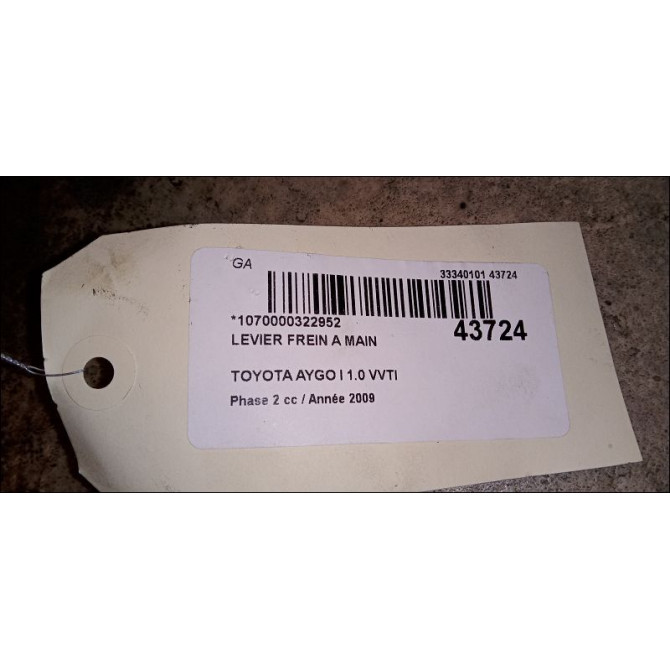 GA
33340101 43724
*1070000322952
43724
LEVIER FREIN A MAIN
TOYOTA AYGO I 1.0 VVTI
Phase 2 cc / Année 2009